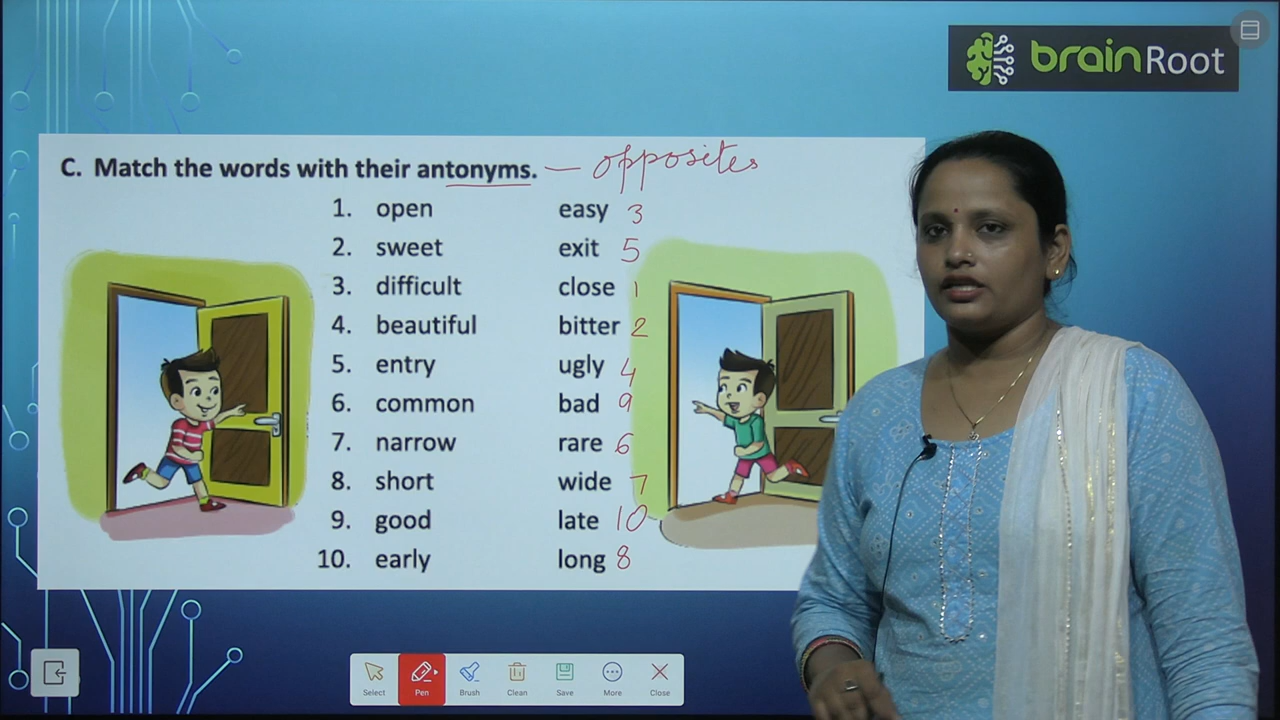 brainRoot
C. Match the words with their antonyms. — opposites
1. open easy 3
2. sweet exit 5
3. difficult close 1
4. beautiful bitter 2
5. entry ugly 4
6. common bad 9
7. narrow rare 6
8. short wide 7
9. good late 10
10. early long 8
Select Pen Brush Clean Save More Close